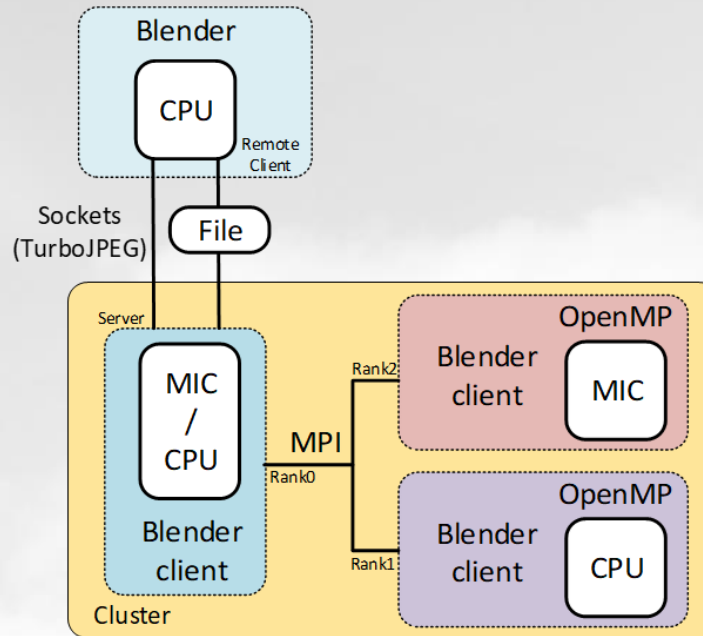 Blender
CPU
Remote
Client
Sockets
(TurboJPEG)
File
Server
MIC
/
CPU
Blender
client
Rank0
MPI
Rank2
OpenMP
Blender
client
MIC
Rank1
OpenMP
Blender
client
CPU
Cluster